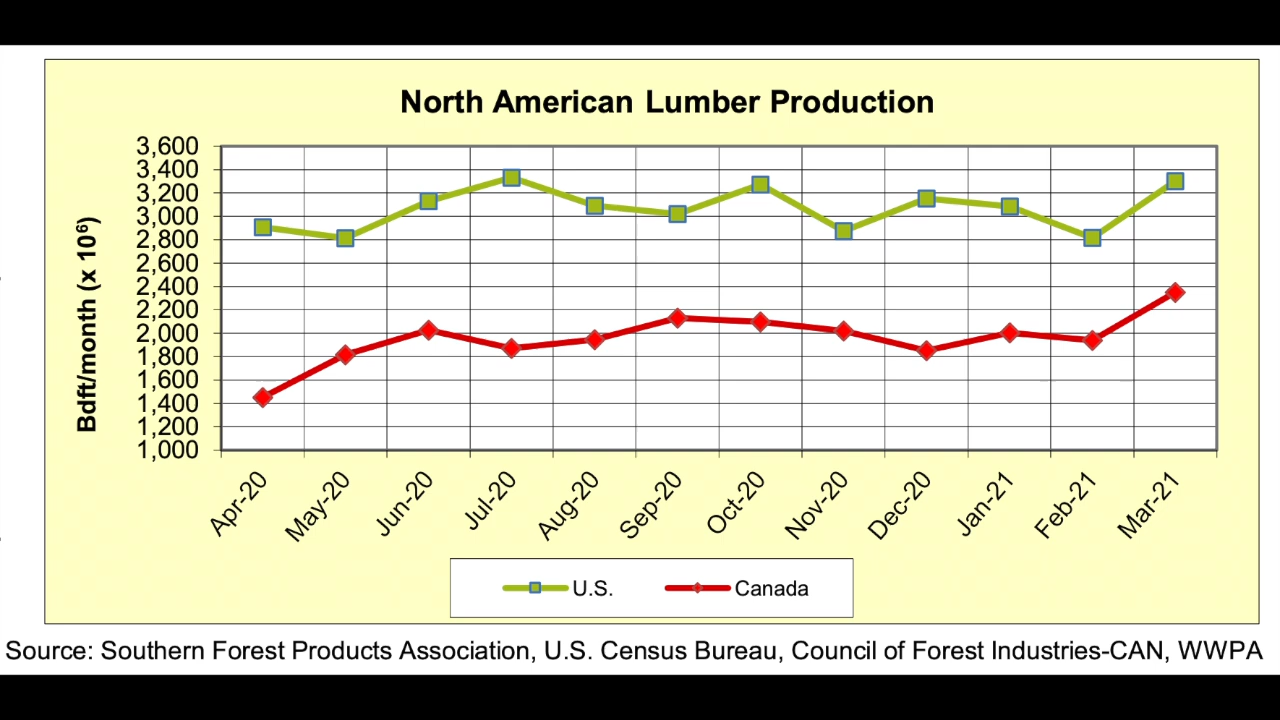 North American Lumber Production
Bdft/month (x 10⁶)
3,600
3,400
3,200
3,000
2,800
2,600
2,400
2,200
2,000
1,800
1,600
1,400
1,200
1,000
Apr-20
May-20
Jun-20
Jul-20
Aug-20
Sep-20
Oct-20
Nov-20
Dec-20
Jan-21
Feb-21
Mar-21
U.S.
Canada
Source: Southern Forest Products Association, U.S. Census Bureau, Council of Forest Industries-CAN, WWPA